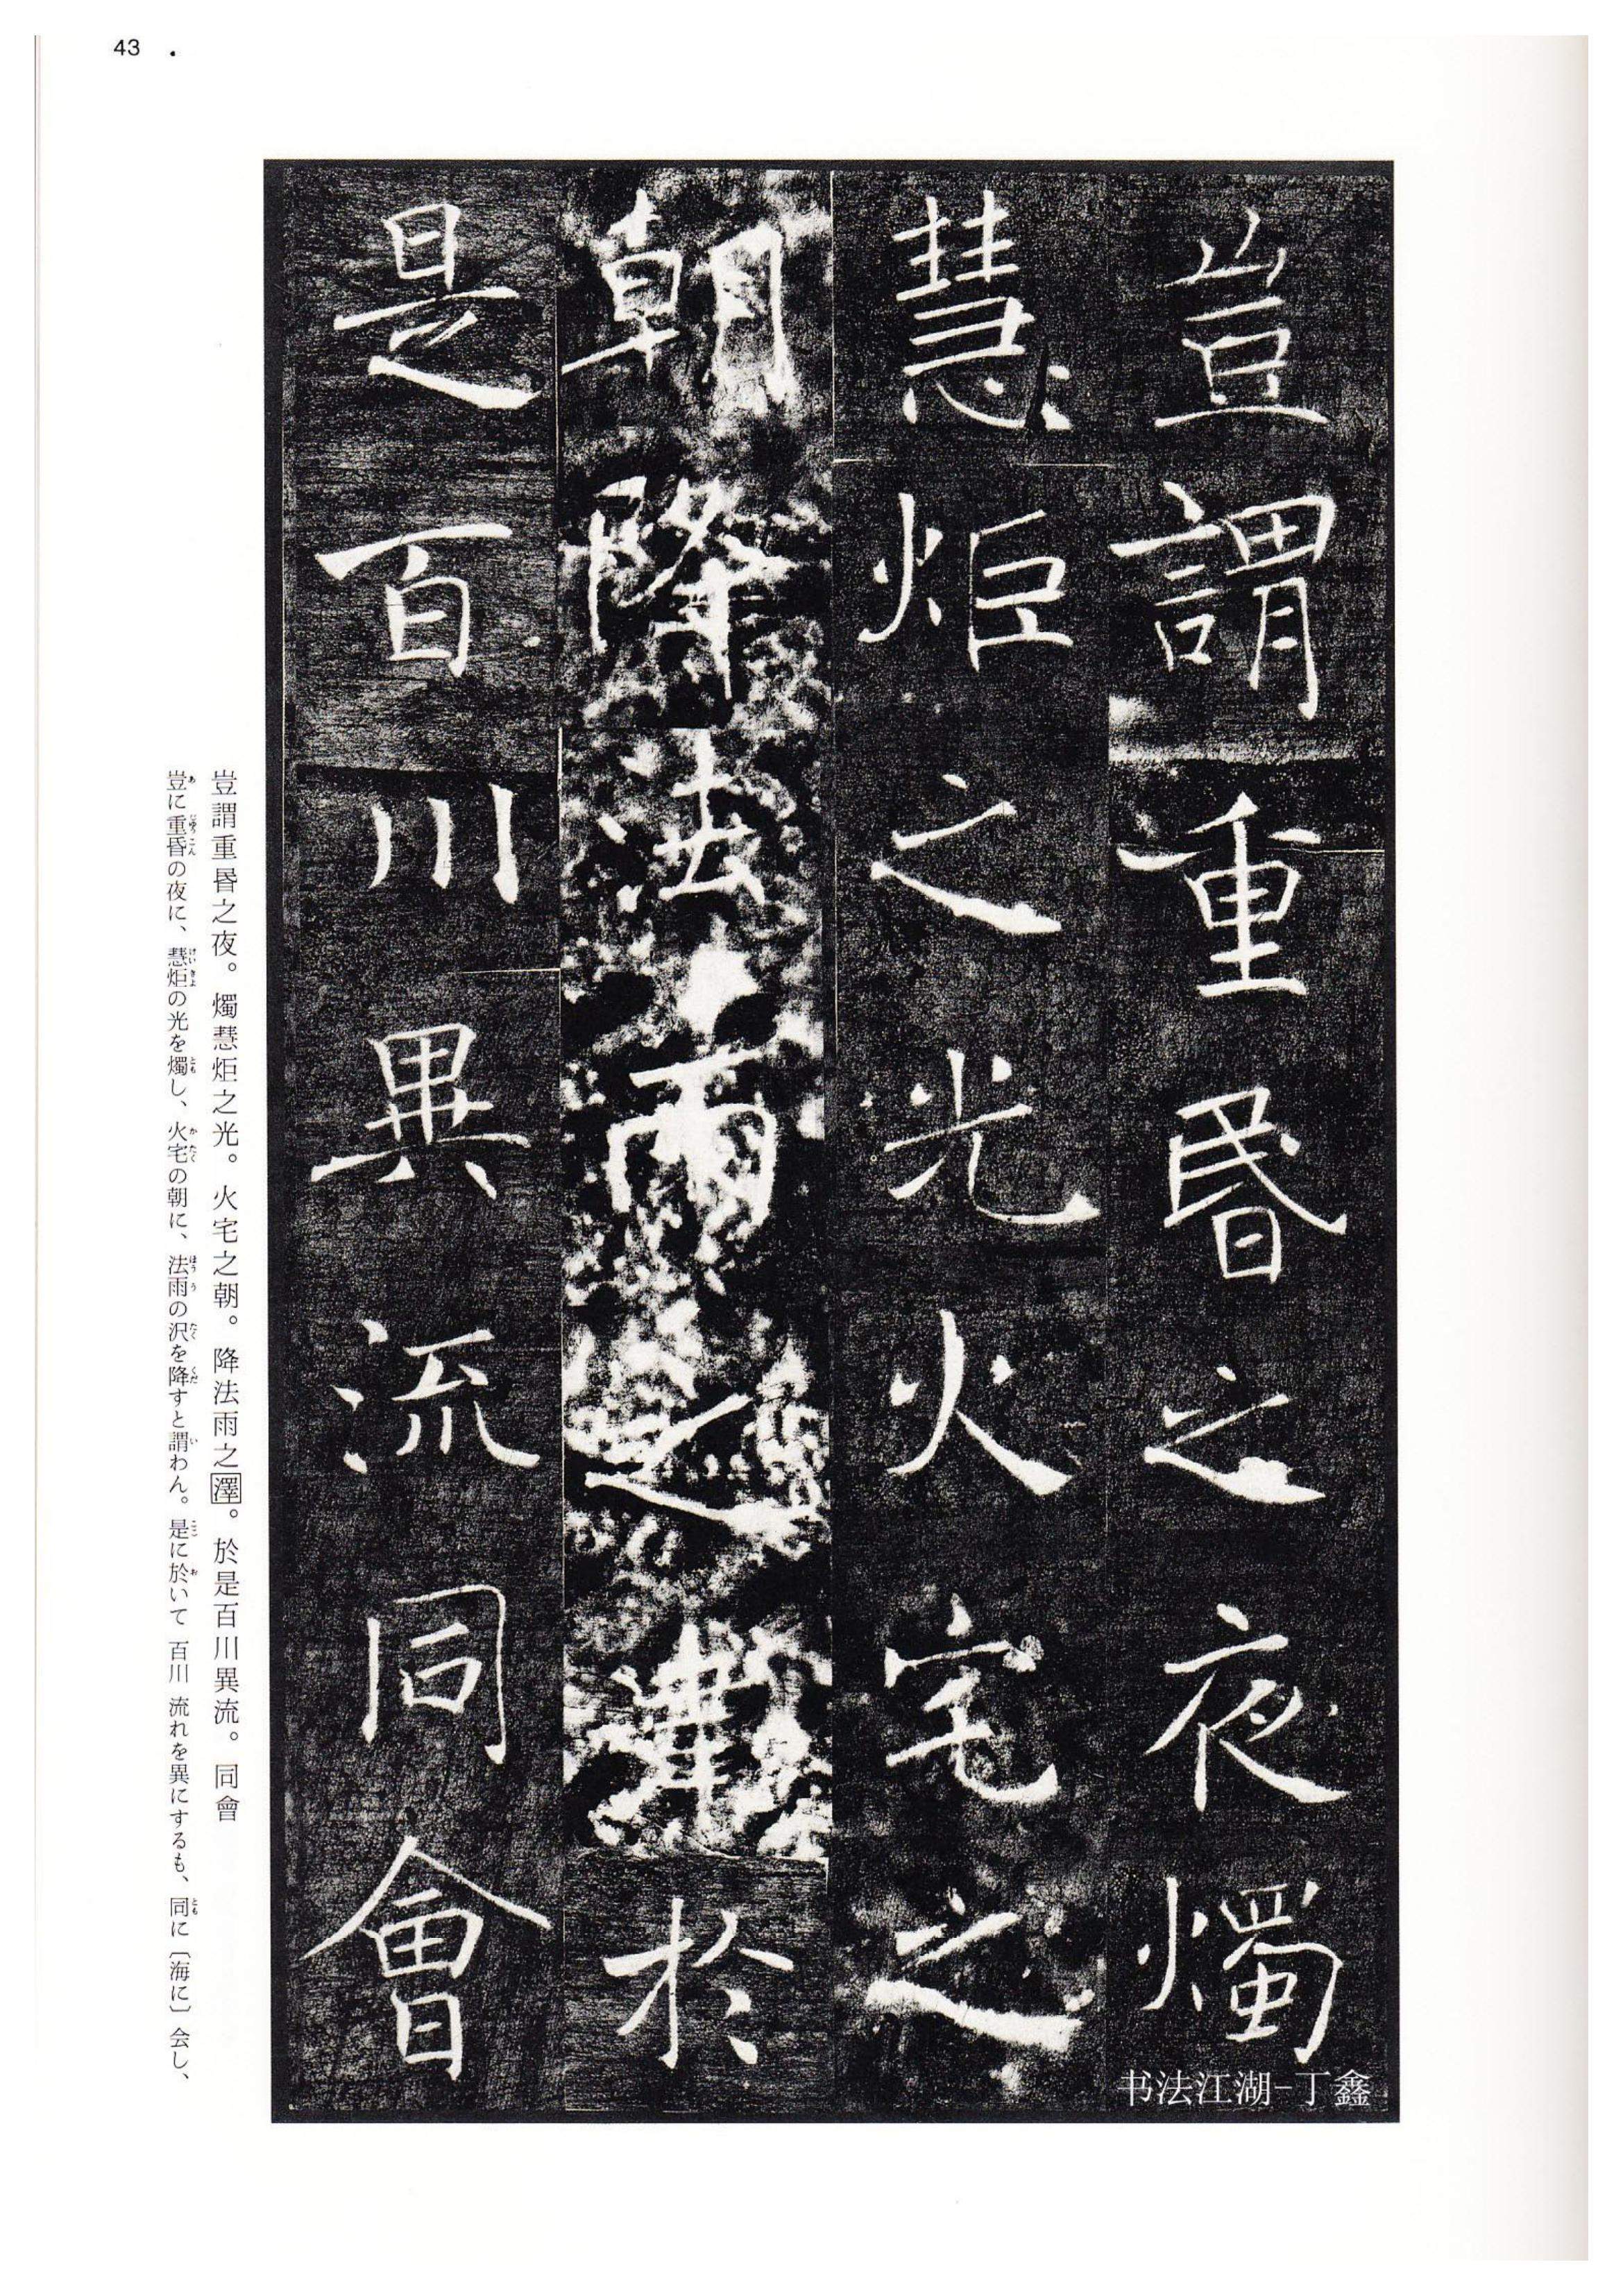 43
豈謂重昬之夜燭
慧炬之光火宅之
朝降法雨之澤於
是百川異流同會
豈謂重昬之夜。燭慧炬之光。火宅之朝。降法雨之澤。於是百川異流。同會
豈に重昏の夜に、慧炬の光を燭し、火宅の朝に、法雨の沢を降すと謂わん。是に於いて 百川 流れを異にするも、同に〔海に〕会し、
书法江湖-丁鑫